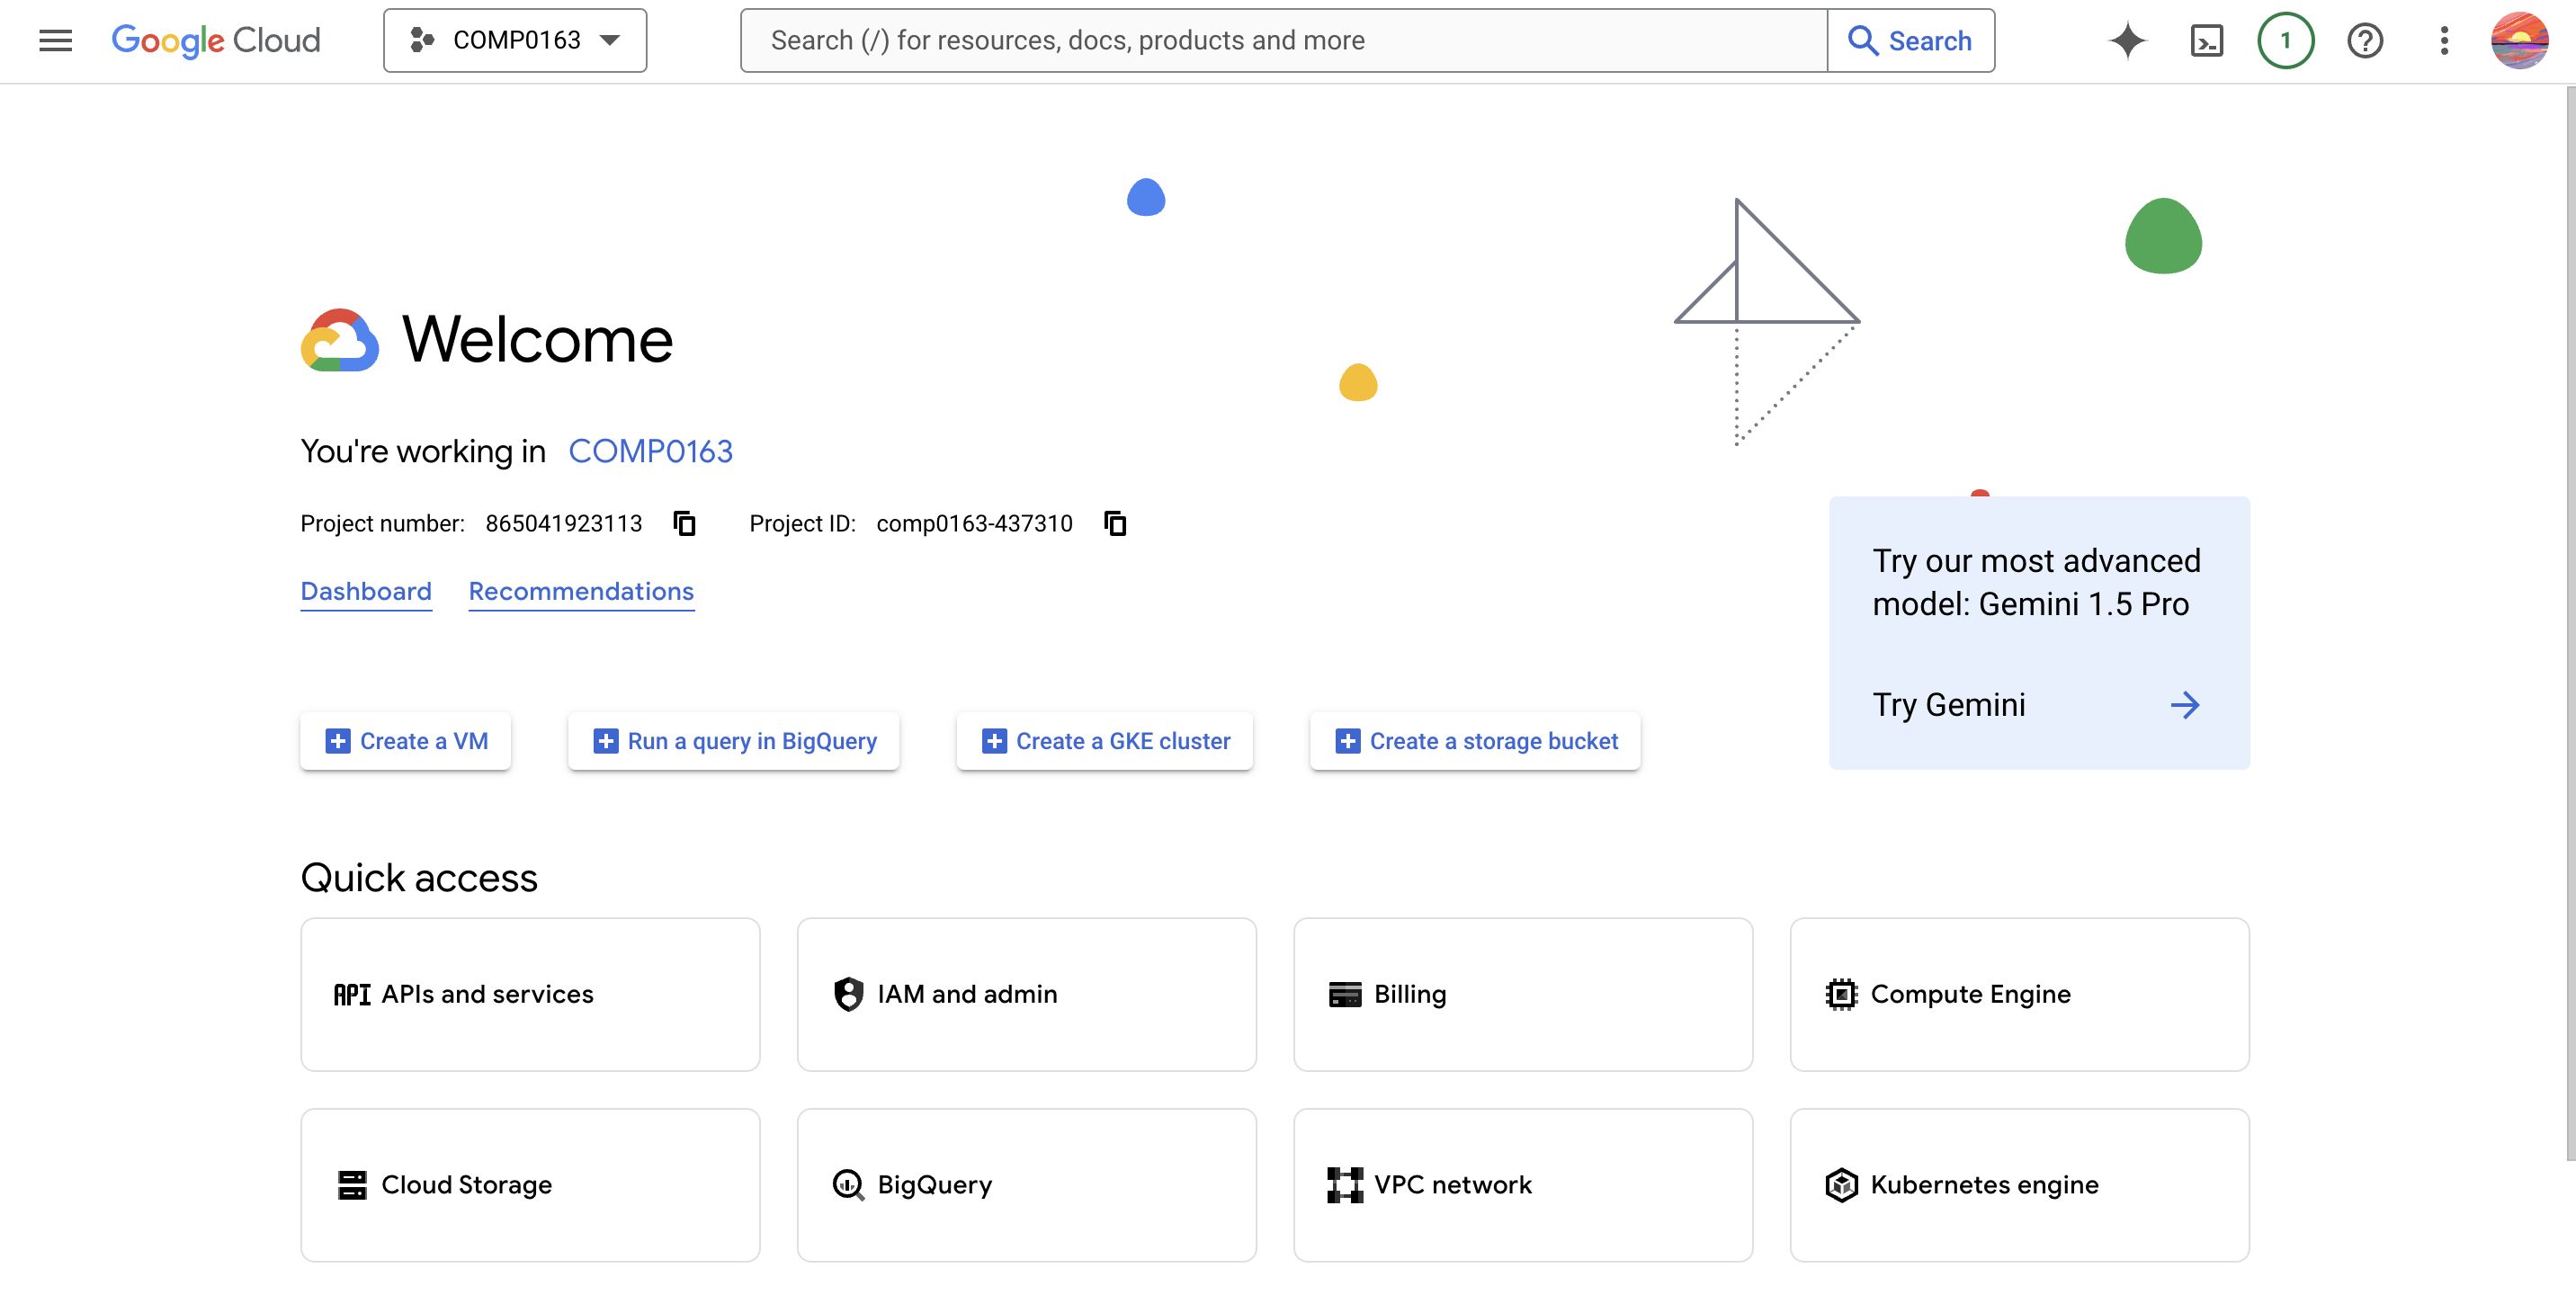 Google Cloud
COMP0163
Search (/) for resources, docs, products and more
Search
1
Welcome
You're working in COMP0163
Project number: 865041923113 Project ID: comp0163-437310
Dashboard Recommendations
Try our most advanced
model: Gemini 1.5 Pro
Try Gemini
Create a VM
Run a query in BigQuery
Create a GKE cluster
Create a storage bucket
Quick access
API APIs and services
IAM and admin
Billing
Compute Engine
Cloud Storage
BigQuery
VPC network
Kubernetes engine